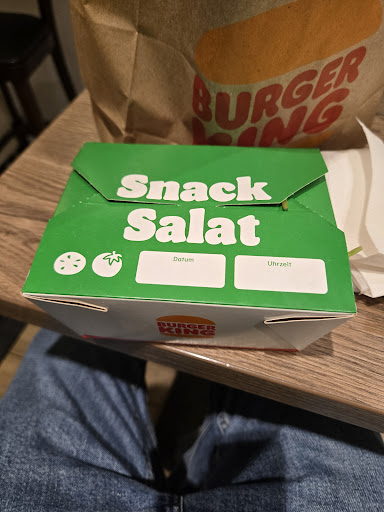 BURGER
KING
Snack
Salat
Datum
Uhrzeit
BURGER
KING